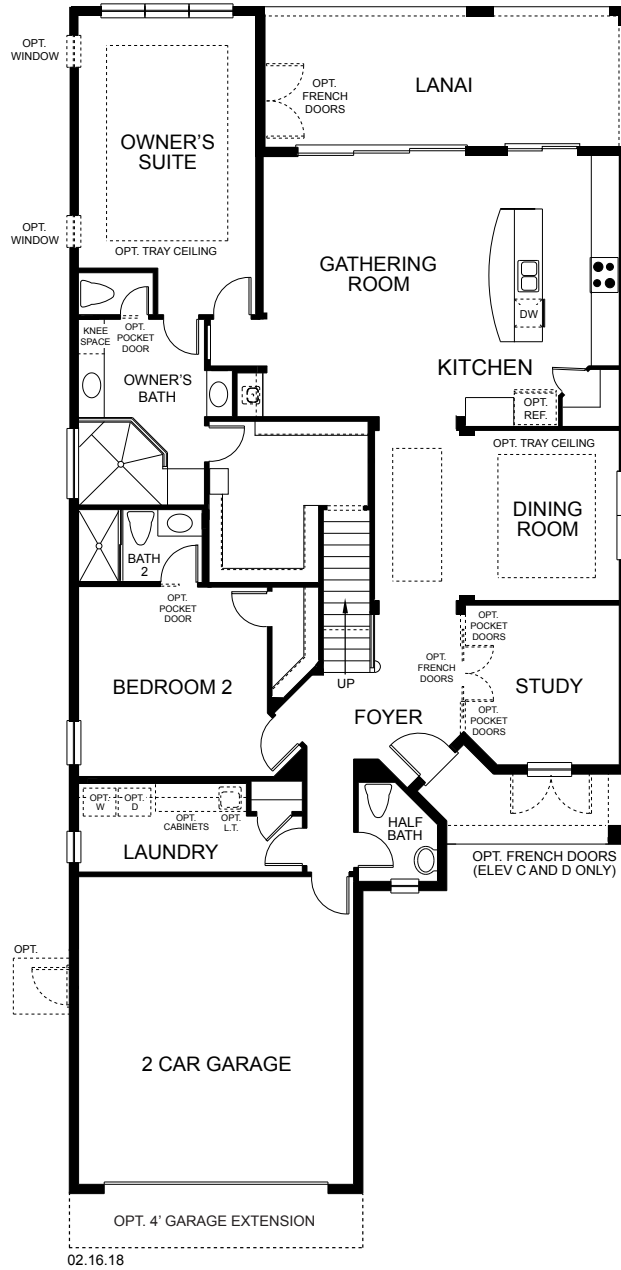 OPT.
WINDOW
OPT.
FRENCH
DOORS
LANAI
OWNER'S
SUITE
OPT.
WINDOW
OPT. TRAY CEILING
GATHERING
ROOM
DW
KNEE
SPACE
OPT.
POCKET
DOOR
OWNER'S
BATH
KITCHEN
OPT.
REF.
OPT. TRAY CEILING
DINING
ROOM
BATH
2
OPT.
POCKET
DOOR
BEDROOM 2
UP
OPT.
POCKET
DOORS
OPT.
FRENCH
DOORS
STUDY
OPT.
POCKET
DOORS
FOYER
OPT.
W
OPT.
D
OPT.
CABINETS
OPT.
L.T.
LAUNDRY
HALF
BATH
OPT. FRENCH DOORS
(ELEV C AND D ONLY)
OPT.
2 CAR GARAGE
OPT. 4' GARAGE EXTENSION
02.16.18